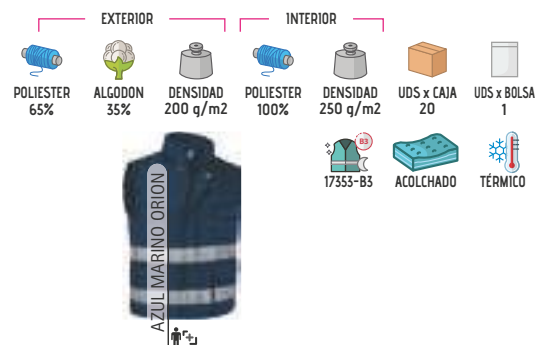 EXTERIOR
INTERIOR
POLIESTER
65%
ALGODON
35%
DENSIDAD
200 g/m2
POLIESTER
100%
DENSIDAD
250 g/m2
UDS x CAJA
20
UDS x BOLSA
1
B3
17353-B3
ACOLCHADO
TÉRMICO
AZUL MARINO ORION